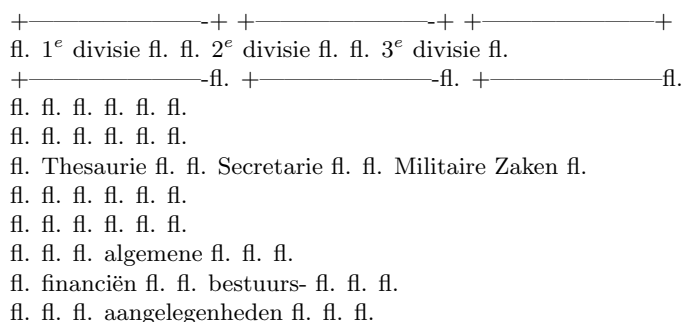 +————————-+ +————————-+ +————————+
fl. 1ᵉ divisie fl. fl. 2ᵉ divisie fl. fl. 3ᵉ divisie fl.
+————————-fl. +————————-fl. +————————fl.
fl. fl. fl. fl. fl. fl.
fl. fl. fl. fl. fl. fl.
fl. Thesaurie fl. fl. Secretarie fl. fl. Militaire Zaken fl.
fl. fl. fl. fl. fl. fl.
fl. fl. fl. fl. fl. fl.
fl. fl. fl. algemene fl. fl. fl.
fl. financiën fl. fl. bestuurs- fl. fl. fl.
fl. fl. fl. aangelegenheden fl. fl. fl.